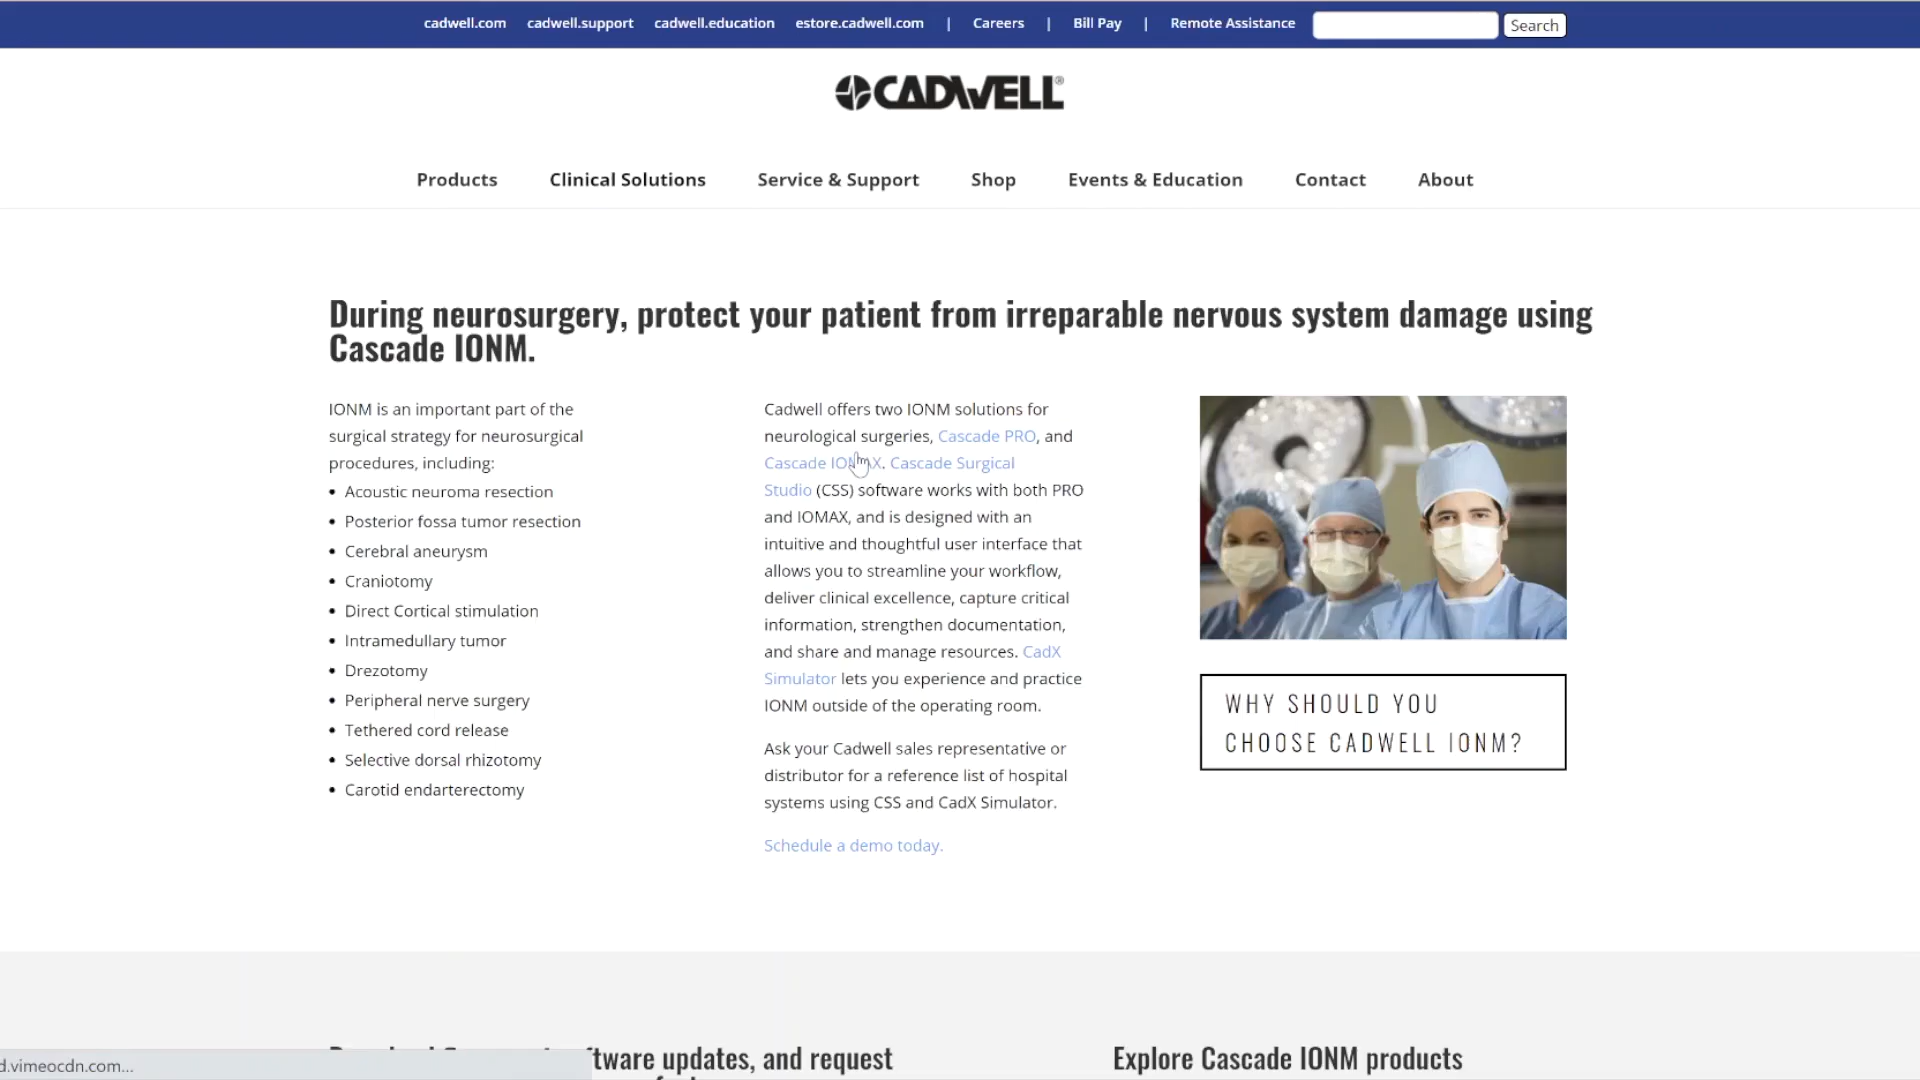 cadwell.com cadwell.support cadwell.education estore.cadwell.com | Careers | Bill Pay | Remote Assistance Search
CADWELL®
Products Clinical Solutions Service & Support Shop Events & Education Contact About
During neurosurgery, protect your patient from irreparable nervous system damage using
Cascade IONM.
IONM is an important part of the
surgical strategy for neurosurgical
procedures, including:
• Acoustic neuroma resection
• Posterior fossa tumor resection
• Cerebral aneurysm
• Craniotomy
• Direct Cortical stimulation
• Intramedullary tumor
• Drezotomy
• Peripheral nerve surgery
• Tethered cord release
• Selective dorsal rhizotomy
• Carotid endarterectomy
Cadwell offers two IONM solutions for
neurological surgeries, Cascade PRO, and
Cascade IOMAX. Cascade Surgical
Studio (CSS) software works with both PRO
and IOMAX, and is designed with an
intuitive and thoughtful user interface that
allows you to streamline your workflow,
deliver clinical excellence, capture critical
information, strengthen documentation,
and share and manage resources. CadX
Simulator lets you experience and practice
IONM outside of the operating room.
Ask your Cadwell sales representative or
distributor for a reference list of hospital
systems using CSS and CadX Simulator.
Schedule a demo today.
WHY SHOULD YOU
CHOOSE CADWELL IONM?
updates, and request
Explore Cascade IONM products
d.vimeocdn.com...